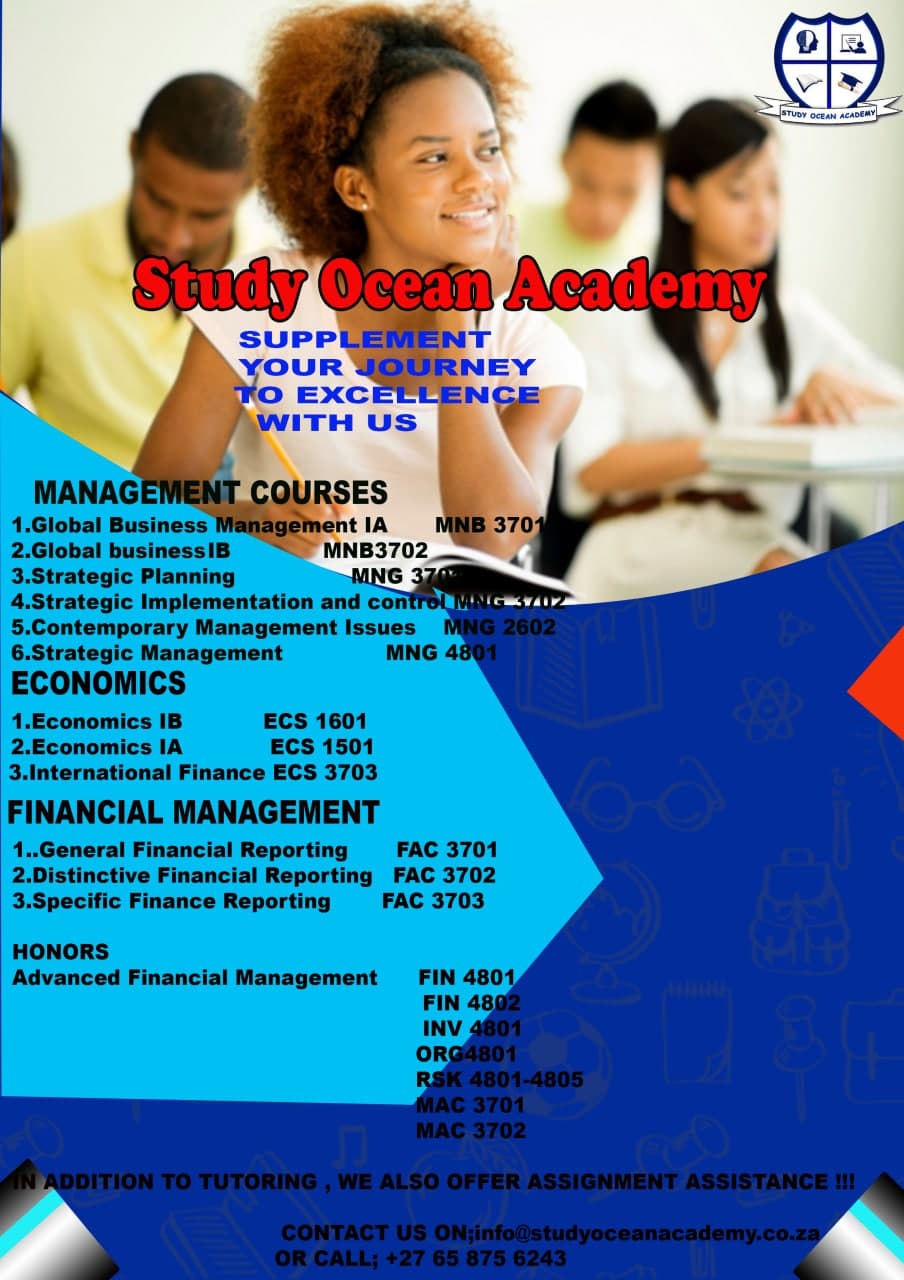 STUDY OCEAN ACADEMY
Study Ocean Academy
SUPPLEMENT
YOUR JOURNEY
TO EXCELLENCE
WITH US
MANAGEMENT COURSES
1.Global Business Management IA MNB 3701
2.Global businessIB MNB3702
3.Strategic Planning MNG
4.Strategic Implementation and control MNG 3702
5.Contemporary Management Issues MNG 2602
6.Strategic Management MNG 4801
ECONOMICS
1.Economics IB ECS 1601
2.Economics IA ECS 1501
3.International Finance ECS 3703
FINANCIAL MANAGEMENT
1..General Financial Reporting FAC 3701
2.Distinctive Financial Reporting FAC 3702
3.Specific Finance Reporting FAC 3703
HONORS
Advanced Financial Management FIN 4801
FIN 4802
INV 4801
ORG4801
RSK 4801-4805
MAC 3701
MAC 3702
IN ADDITION TO TUTORING , WE ALSO OFFER ASSIGNMENT ASSISTANCE !!!
CONTACT US ON;info@studyoceanacademy.co.za
OR CALL; +27 65 875 6243